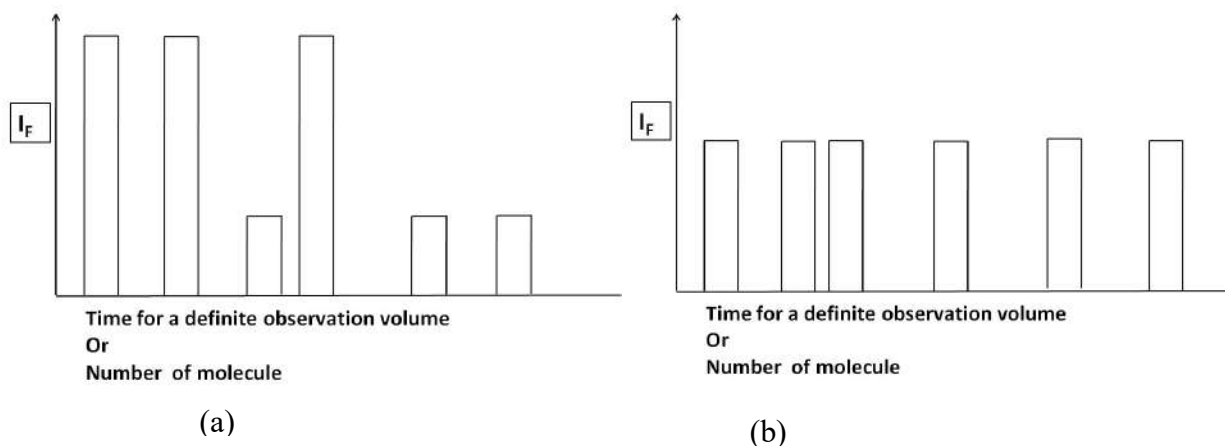 I_F
Time for a definite observation volume
Or
Number of molecule
(a)
I_F
Time for a definite observation volume
Or
Number of molecule
(b)